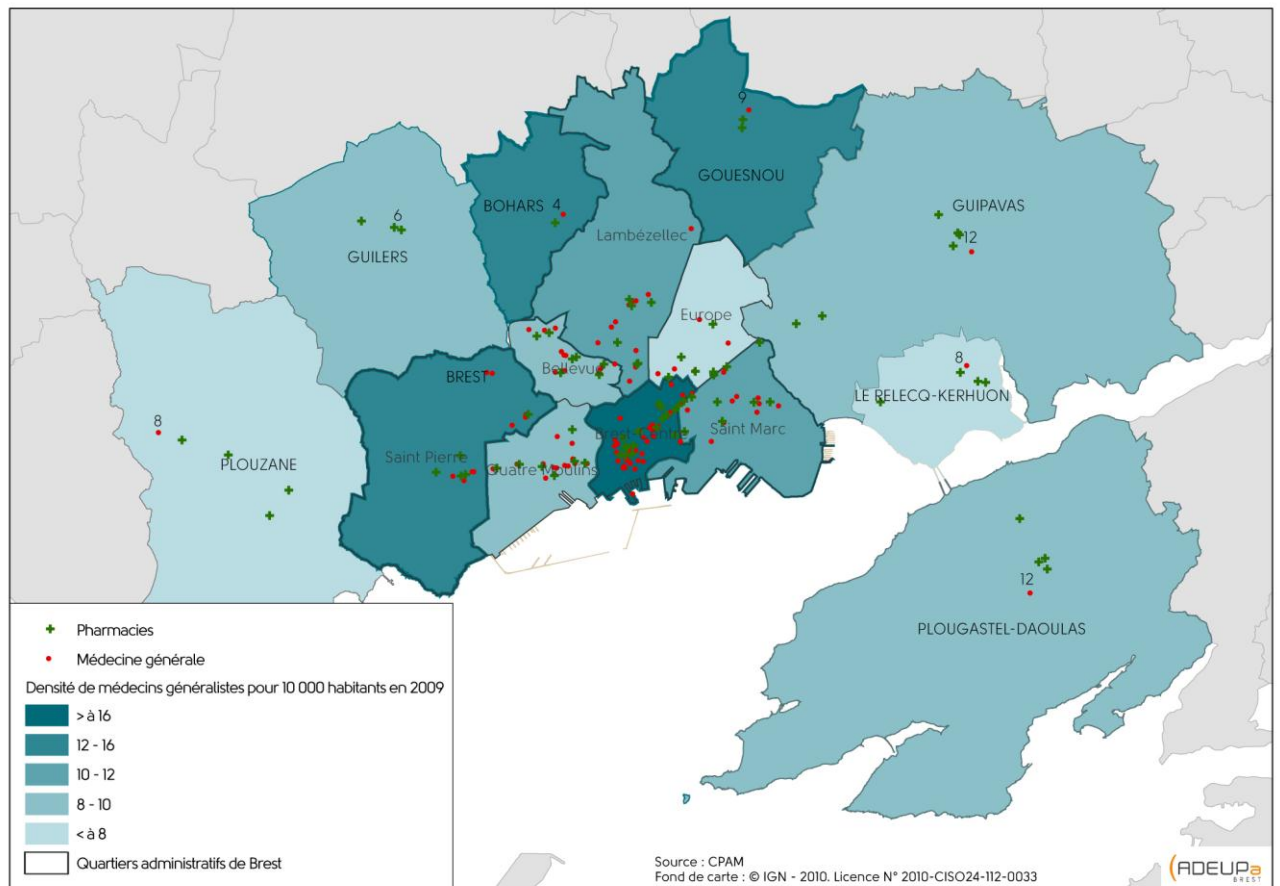 9
GOUESNOU
BOHARS 4
GUIPAVAS
12
Lambézellec
6
GUILERS
Europe
8
LE RELECQ-KERHUON
Bellevue
BREST
8
PLOUZANE
Saint Pierre
Quatre Moulins
Brest-Centre
Saint Marc
12
PLOUGASTEL-DAOULAS
Pharmacies
Médecine générale
Densité de médecins généralistes pour 10 000 habitants en 2009
> à 16
12 - 16
10 - 12
8 - 10
< à 8
Quartiers administratifs de Brest
Source : CPAM
Fond de carte : © IGN - 2010. Licence N° 2010-CISO24-112-0033
ADEUPa
BREST